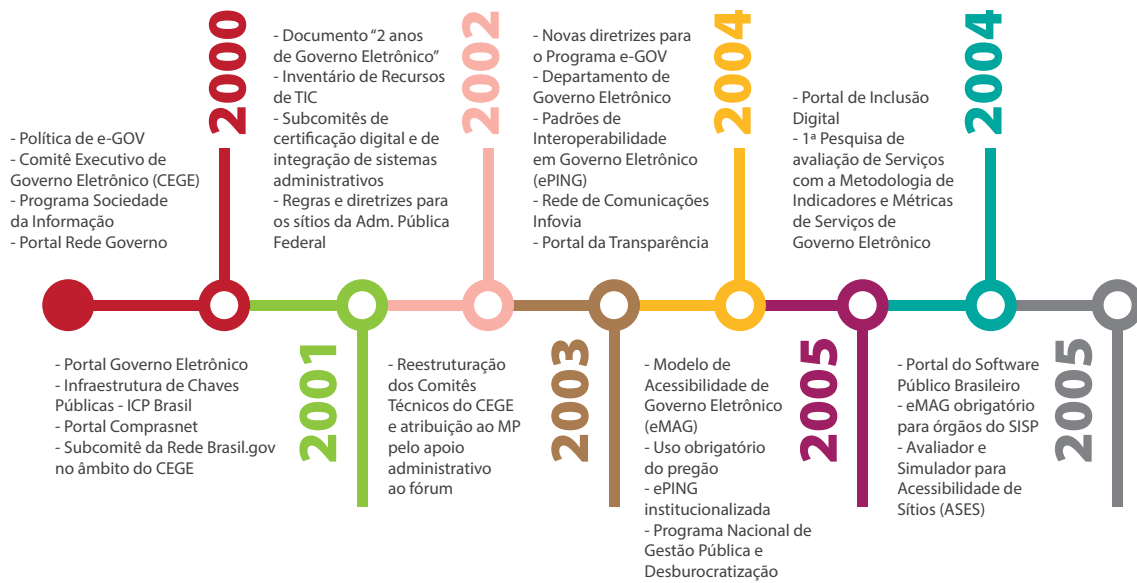 2000
- Política de e-GOV
- Comitê Executivo de
Governo Eletrônico (CEGE)
- Programa Sociedade
da Informação
- Portal Rede Governo
2001
- Portal Governo Eletrônico
- Infraestrutura de Chaves
Públicas - ICP Brasil
- Portal Comprasnet
- Subcomitê da Rede Brasil.gov
no âmbito do CEGE
2002
- Documento “2 anos
de Governo Eletrônico”
- Inventário de Recursos
de TIC
- Subcomitês de
certificação digital e de
integração de sistemas
administrativos
- Regras e diretrizes para
os sítios da Adm. Pública
Federal
2003
- Reestruturação
dos Comitês
Técnicos do CEGE
e atribuição ao MP
pelo apoio
administrativo
ao fórum
2004
- Novas diretrizes para
o Programa e-GOV
- Departamento de
Governo Eletrônico
- Padrões de
Interoperabilidade
em Governo Eletrônico
(ePING)
- Rede de Comunicações
Infovia
- Portal da Transparência
2005
- Modelo de
Acessibilidade de
Governo Eletrônico
(eMAG)
- Uso obrigatório
do pregão
- ePING
institucionalizada
- Programa Nacional de
Gestão Pública e
Desburocratização
2004
- Portal de Inclusão
Digital
- 1ª Pesquisa de
avaliação de Serviços
com a Metodologia de
Indicadores e Métricas
de Serviços de
Governo Eletrônico
2005
- Portal do Software
Público Brasileiro
- eMAG obrigatório
para órgãos do SISP
- Avaliador e
Simulador para
Acessibilidade de
Sítios (ASES)